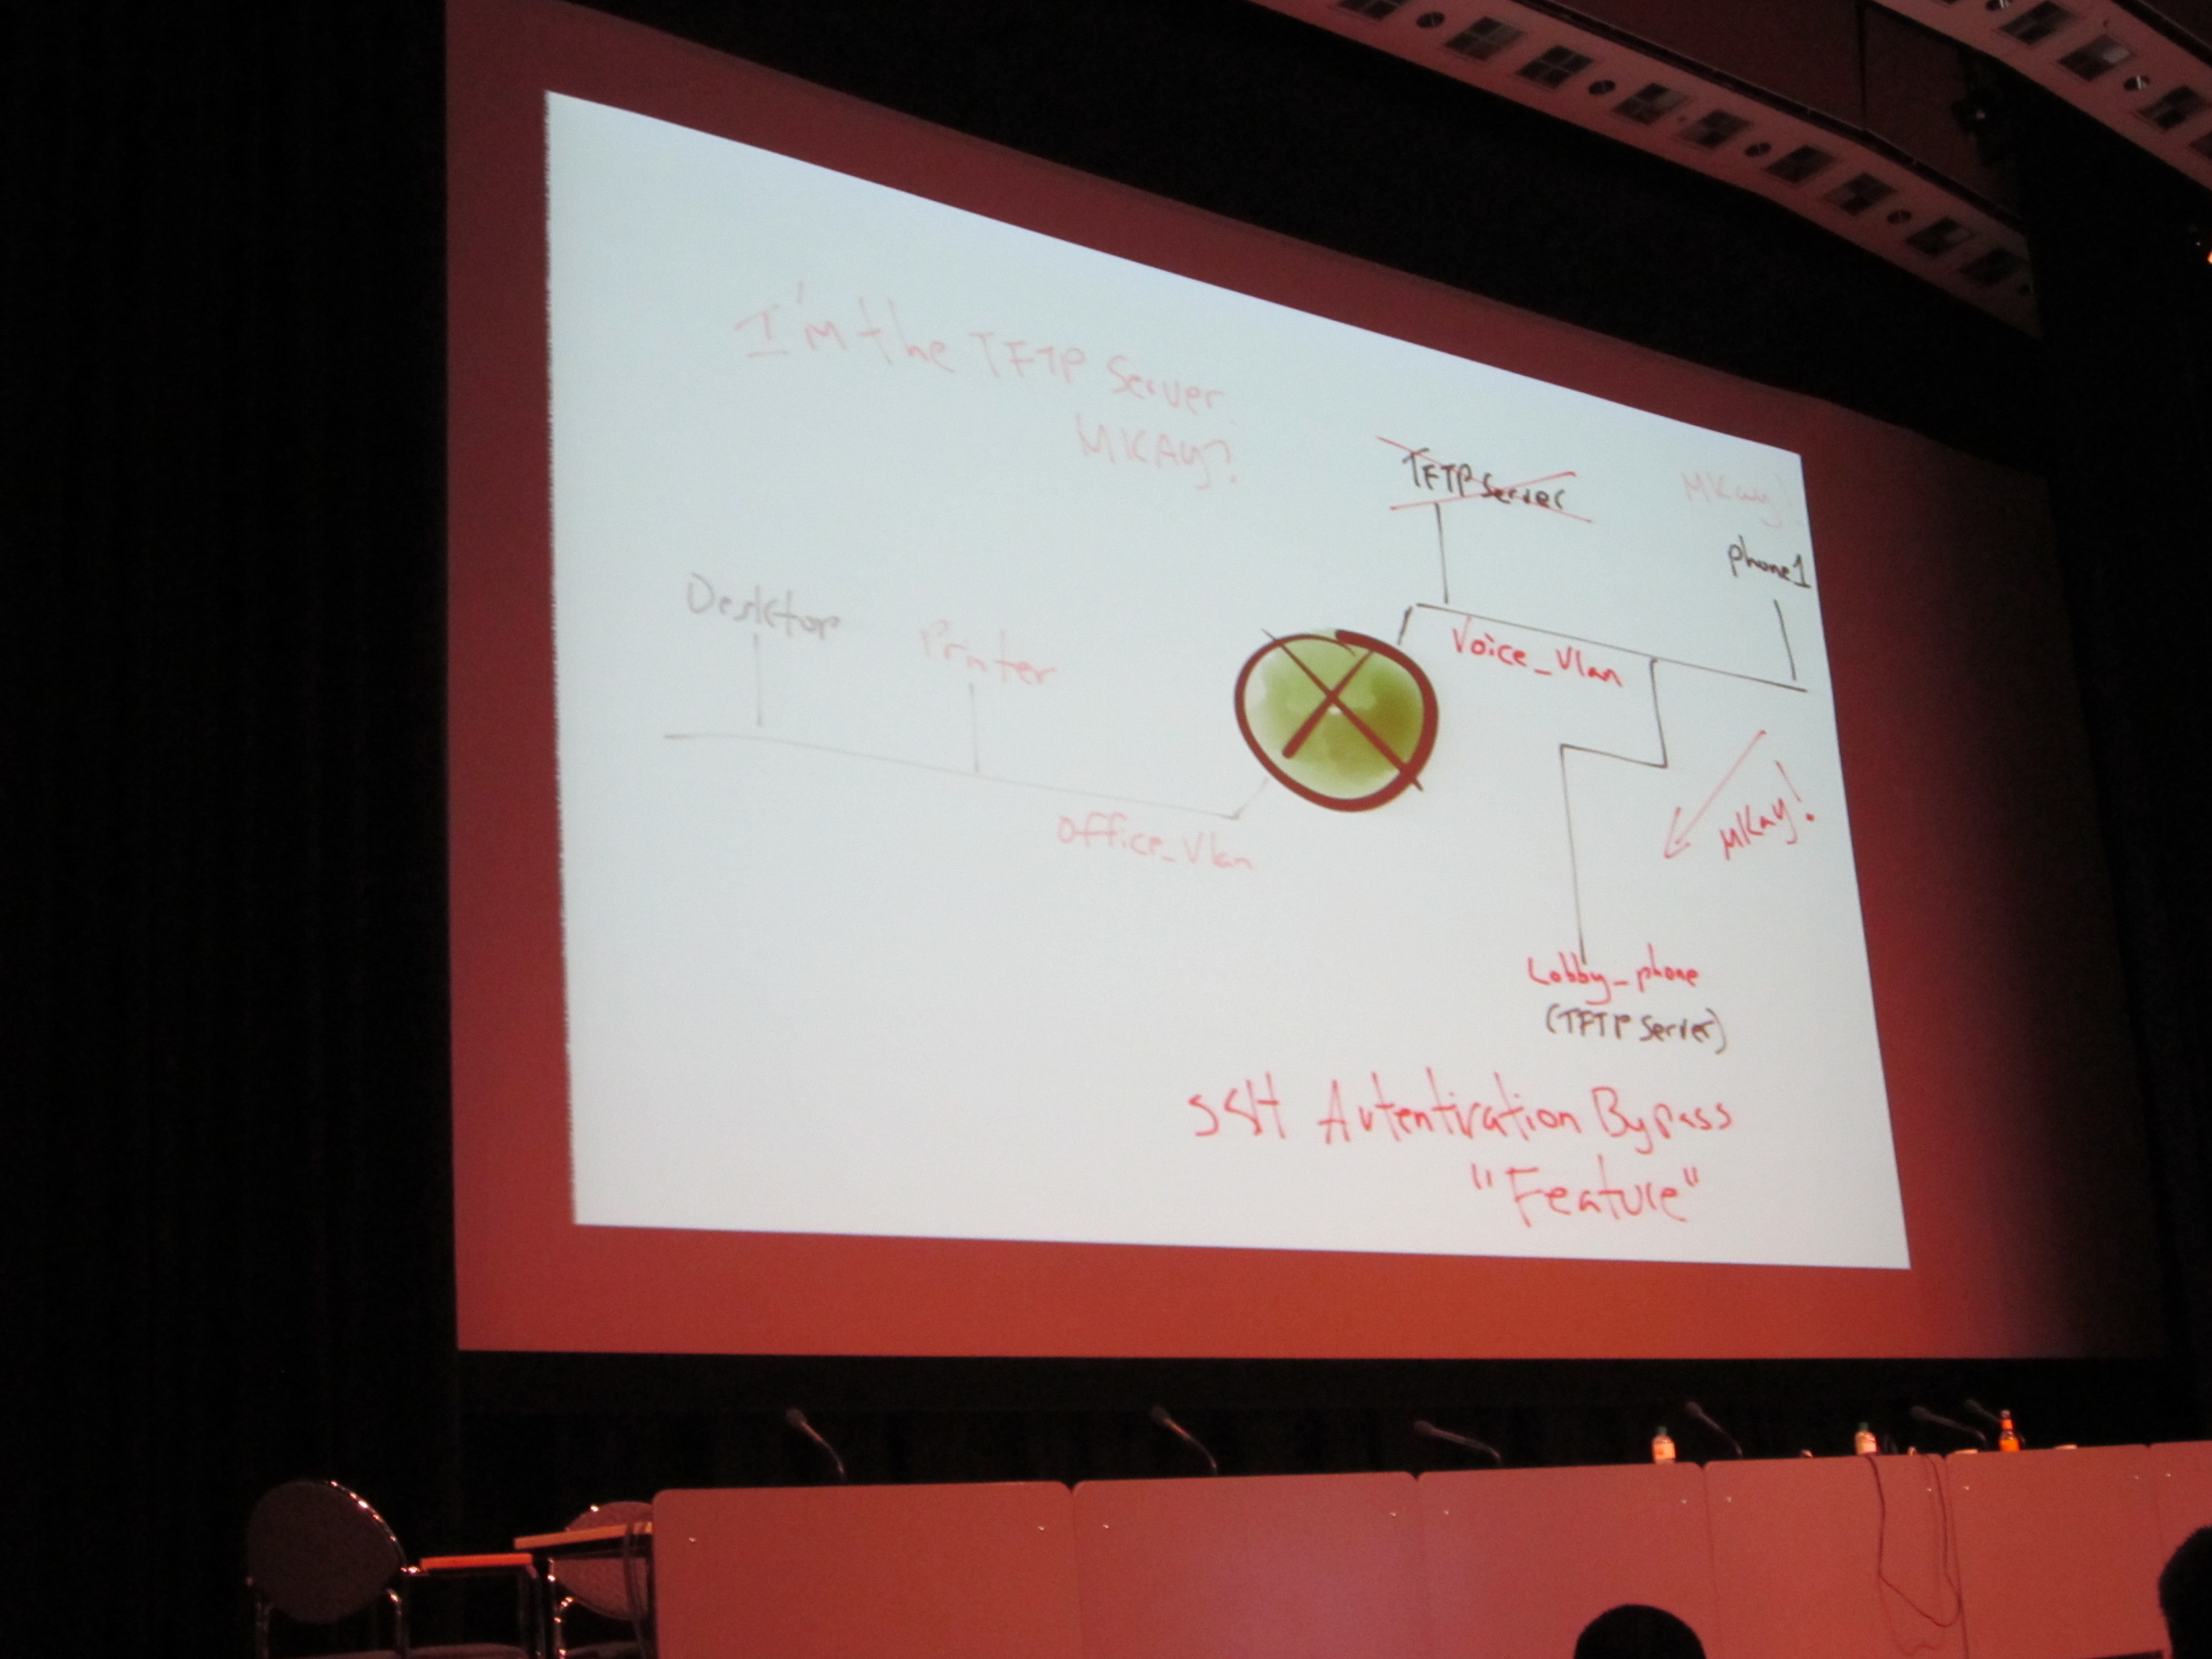 I'm the TFTP Server.
MKAY?
TFTP Server
MKay!
phone1
Desktop
Printer
Voice_Vlan
Office_Vlan
MKay!
Lobby_phone
(TFTP Server)
SSH Autentication Bypass
"Feature"